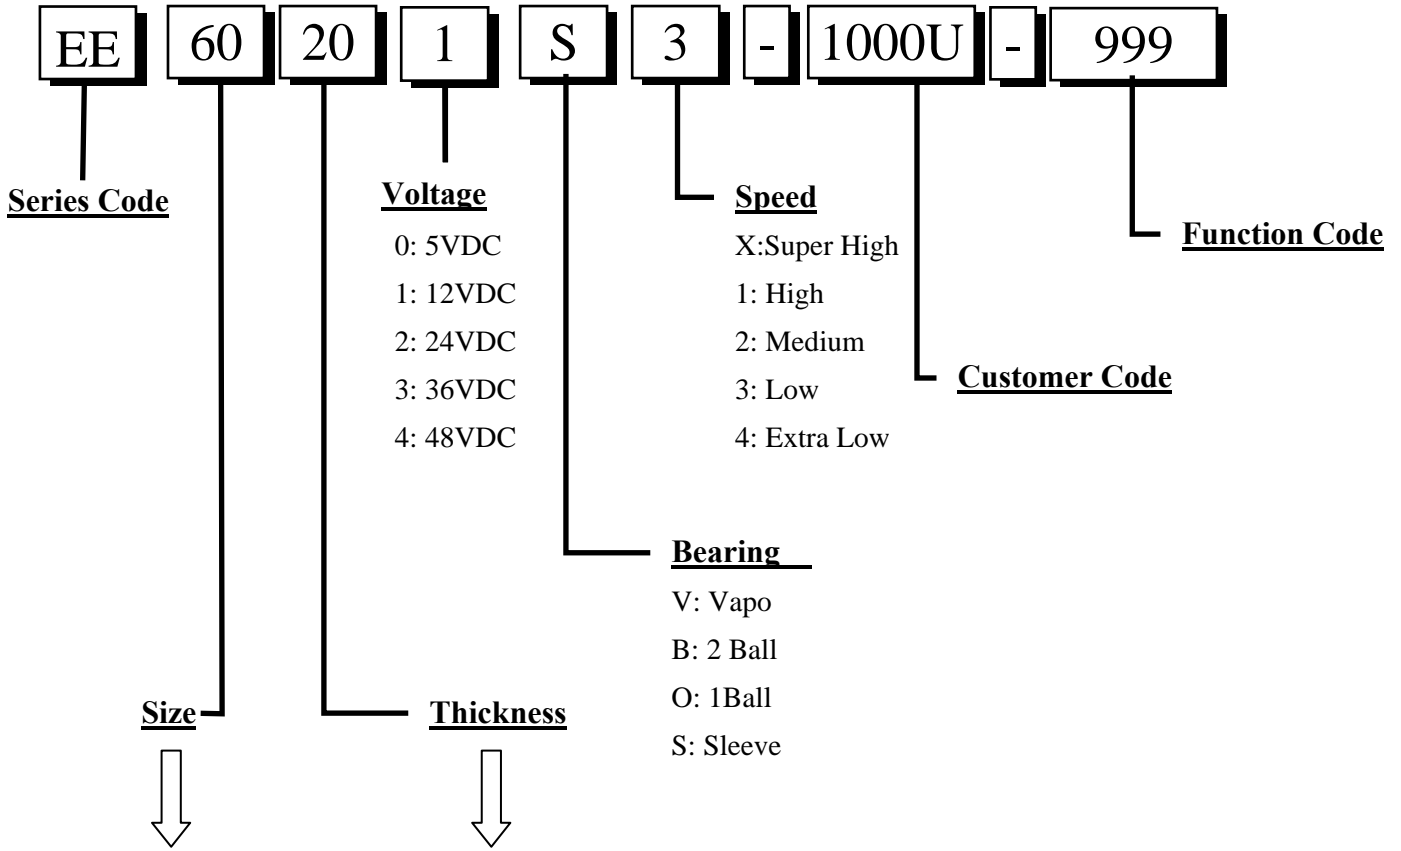 EE 60 20 1 S 3 - 1000U - 999
Series Code
Voltage
0: 5VDC
1: 12VDC
2: 24VDC
3: 36VDC
4: 48VDC
Speed
X:Super High
1: High
2: Medium
3: Low
4: Extra Low
Function Code
Customer Code
Bearing
V: Vapo
B: 2 Ball
O: 1Ball
S: Sleeve
Size
Thickness